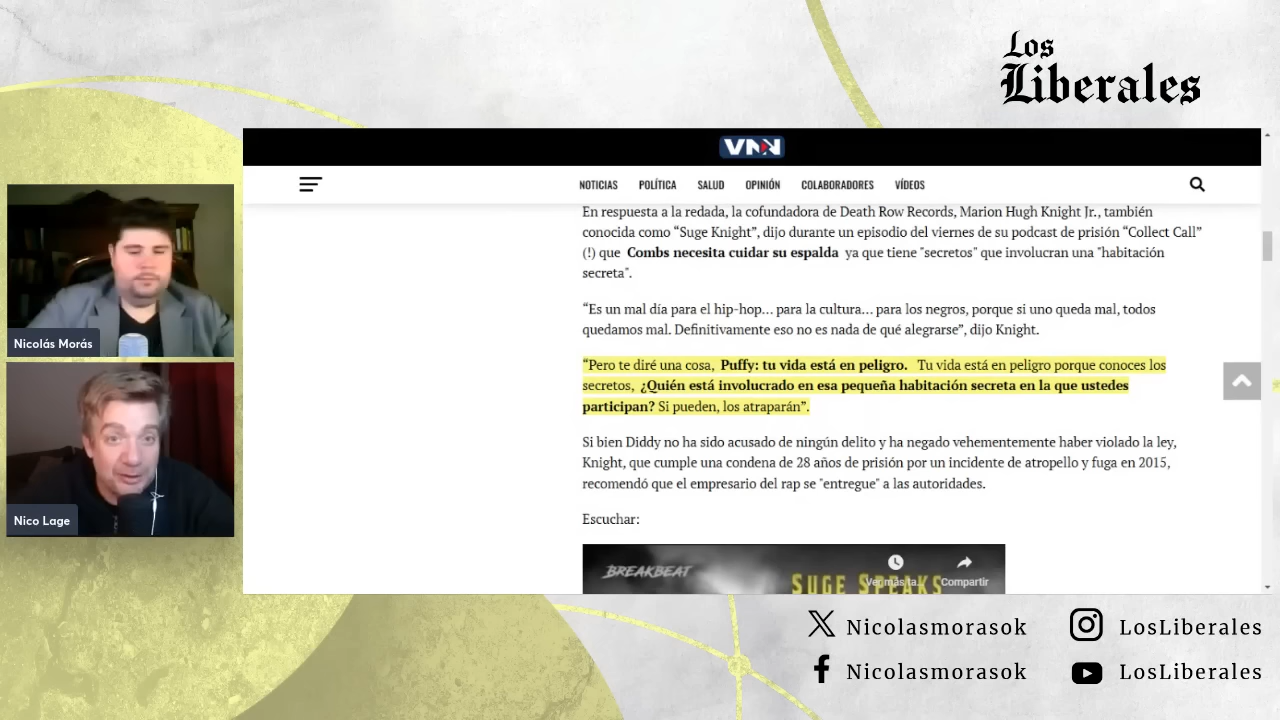 Los
Liberales
VNN
NOTICIAS POLÍTICA SALUD OPINIÓN COLABORADORES VÍDEOS
En respuesta a la redada, la cofundadora de Death Row Records, Marion Hugh Knight Jr., también
conocida como “Suge Knight”, dijo durante un episodio del viernes de su podcast de prisión “Collect Call”
(!) que Combs necesita cuidar su espalda ya que tiene "secretos" que involucran una "habitación
secreta".
“Es un mal día para el hip-hop... para la cultura... para los negros, porque si uno queda mal, todos
quedamos mal. Definitivamente eso no es nada de qué alegrarse”, dijo Knight.
“Pero te diré una cosa, Puffy: tu vida está en peligro. Tu vida está en peligro porque conoces los
secretos, ¿Quién está involucrado en esa pequeña habitación secreta en la que ustedes
participan? Si pueden, los atraparán”.
Si bien Diddy no ha sido acusado de ningún delito y ha negado vehementemente haber violado la ley,
Knight, que cumple una condena de 28 años de prisión por un incidente de atropello y fuga en 2015,
recomendó que el empresario del rap se "entregue" a las autoridades.
Escuchar:
BREAKBEAT
SUGE SPEAKS
Ver más ta... Compartir
Nicolás Morás
Nico Lage
Nicolasmorasok LosLiberales
Nicolasmorasok LosLiberales